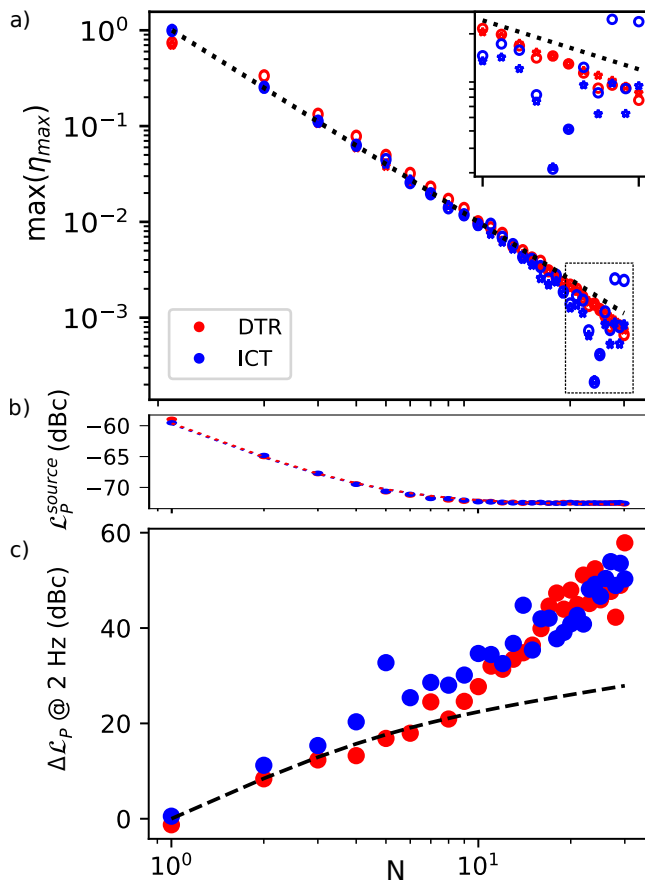 a)
max(η_max)
10⁰
10⁻¹
10⁻²
10⁻³
DTR
ICT
b)
ℒ_P^source (dBc)
−60
−65
−70
c)
Δℒ_P @ 2 Hz (dBc)
60
40
20
0
10⁰
10¹
N